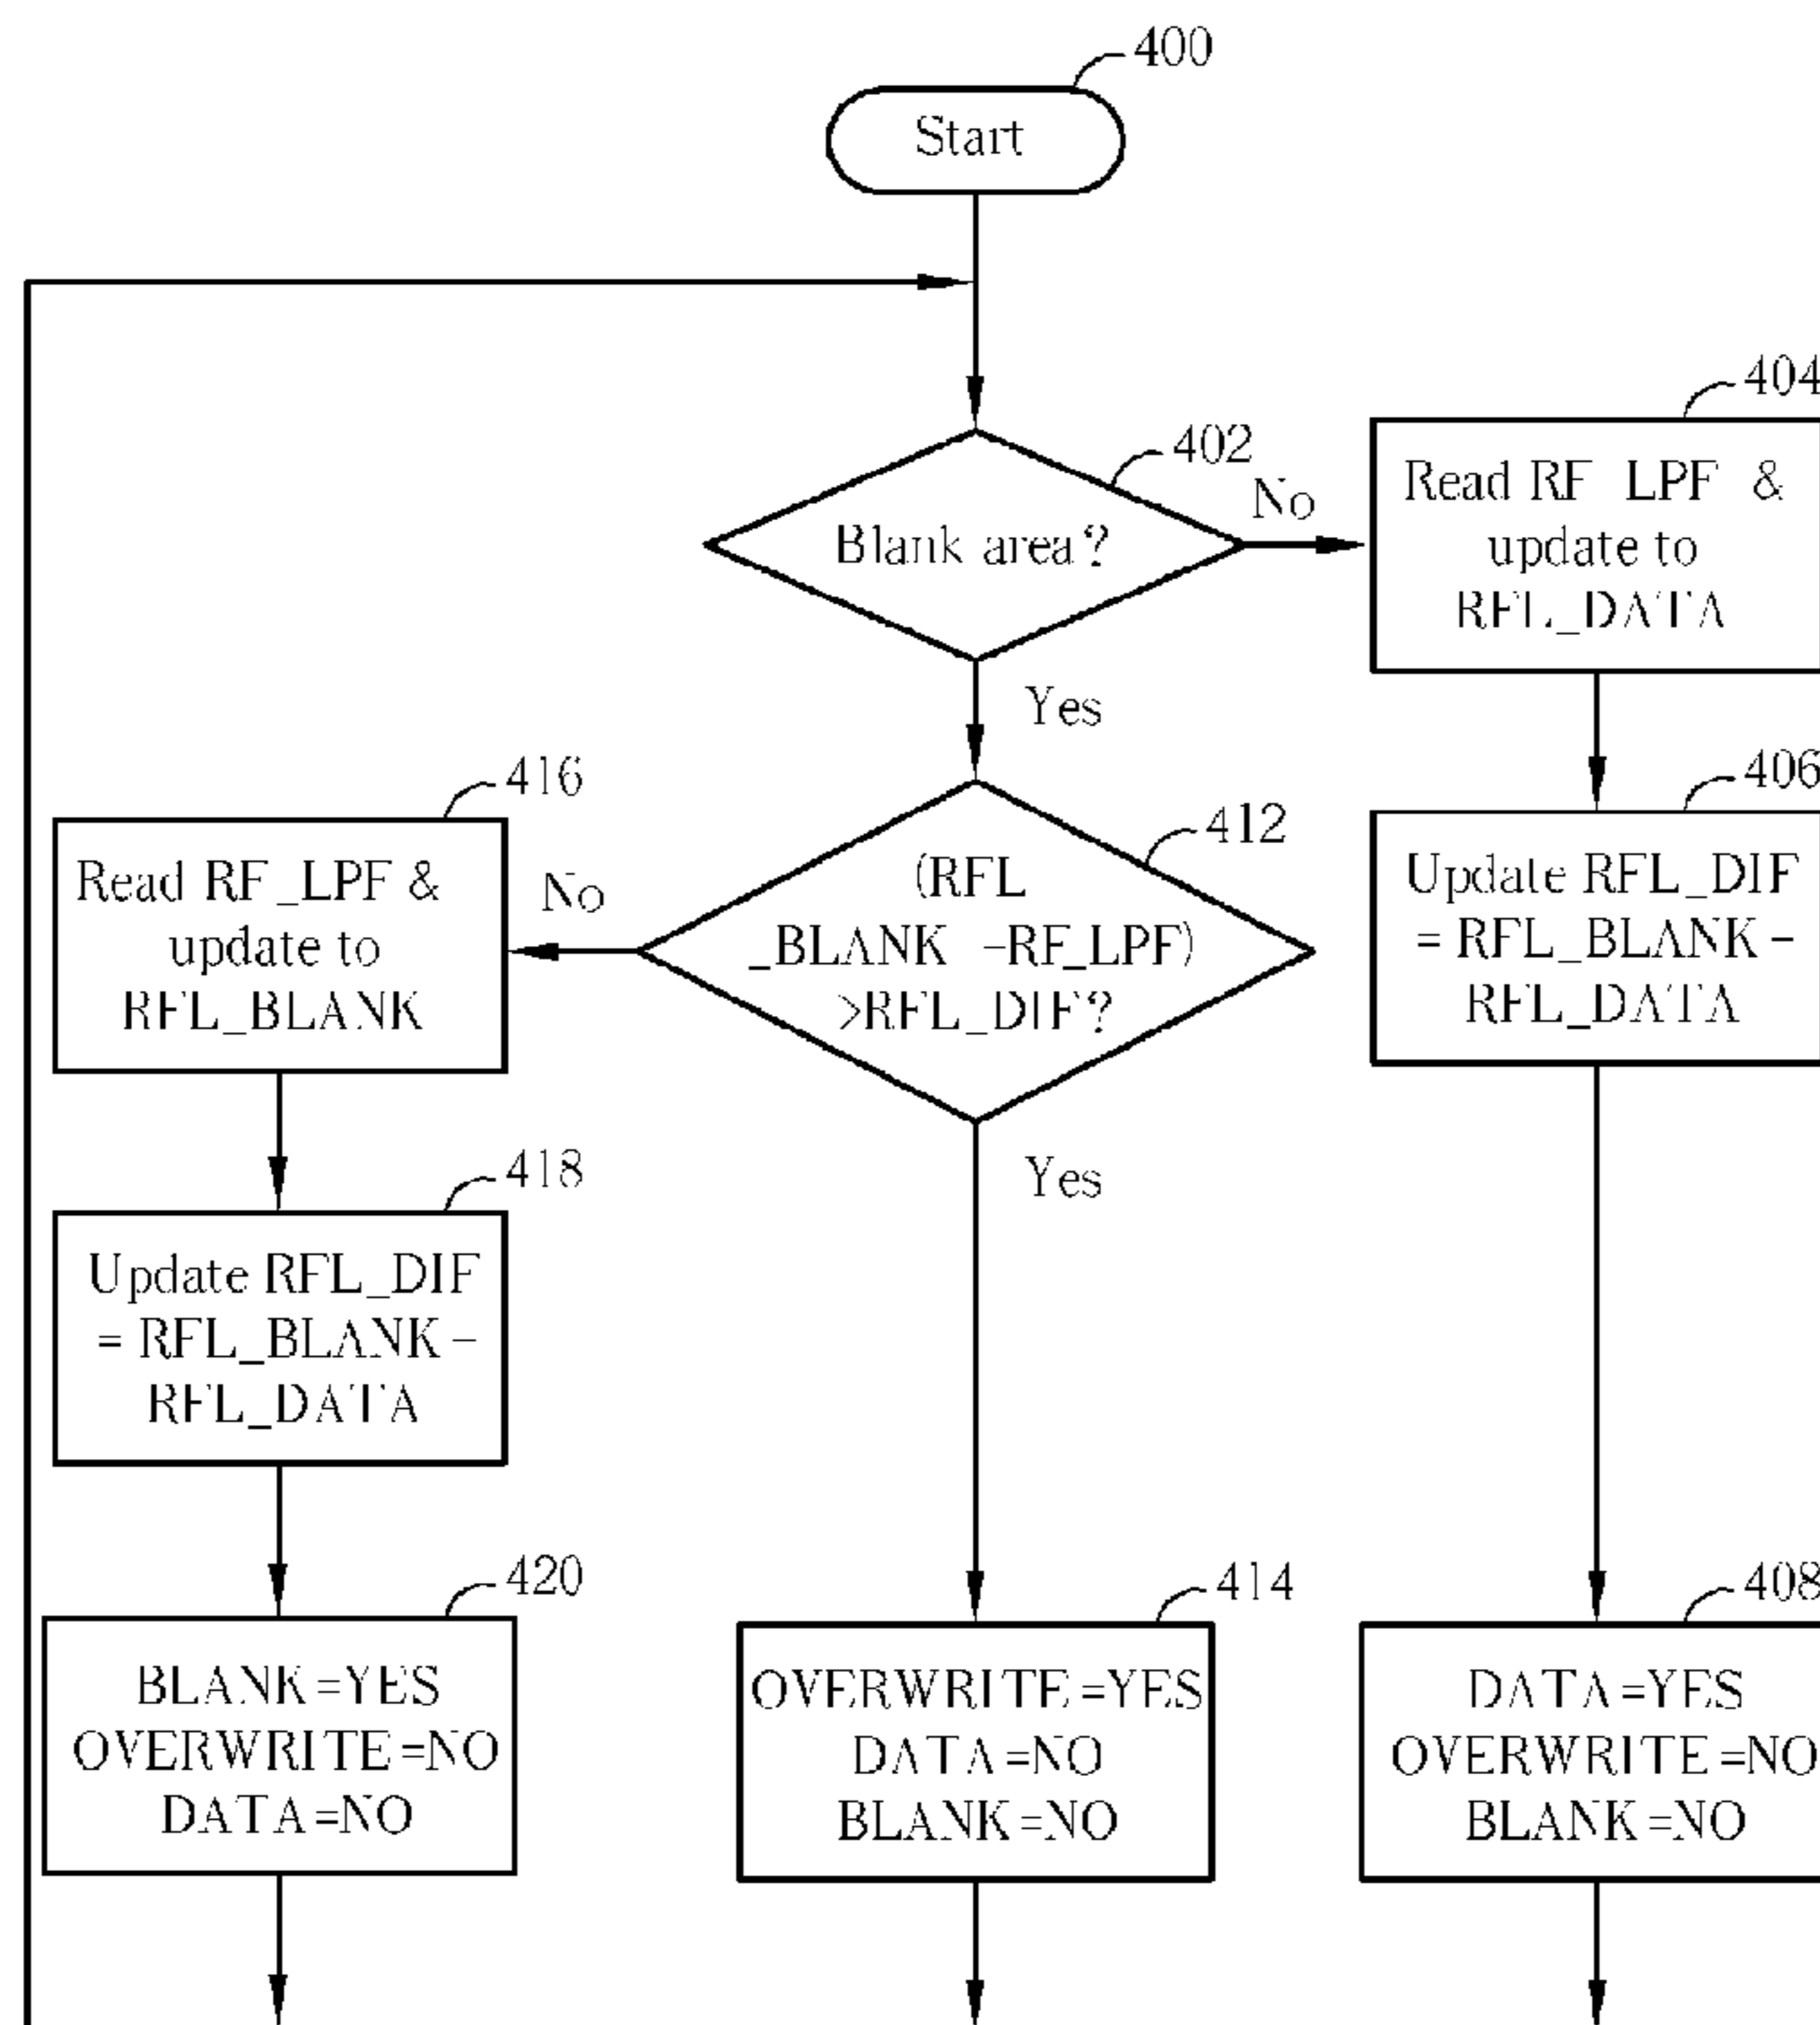 400
Start
404
402
No
Blank area?
Read RF LPF &
update to
RFL_DATA
Yes
416
406
412
Read RF_LPF &
update to
RFL_BLANK
No
(RFL
_BLANK -RF_LPF)
>RFL_DIF?
Update RFL_DIF
= RFL_BLANK -
RFL_DATA
418
Yes
Update RFL_DIF
= RFL_BLANK -
RFL_DATA
420
414
408
BLANK =YES
OVERWRITE =NO
DATA =NO
OVERWRITE =YES
DATA =NO
BLANK =NO
DATA =YES
OVERWRITE =NO
BLANK =NO